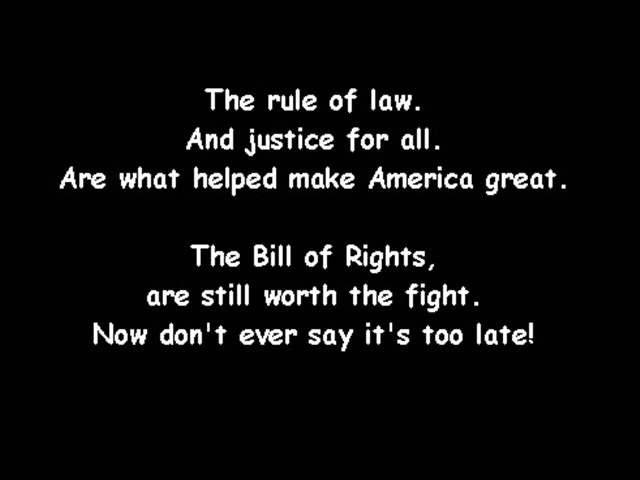 The rule of law.
And justice for all.
Are what helped make America great.
The Bill of Rights,
are still worth the fight.
Now don't ever say it's too late!